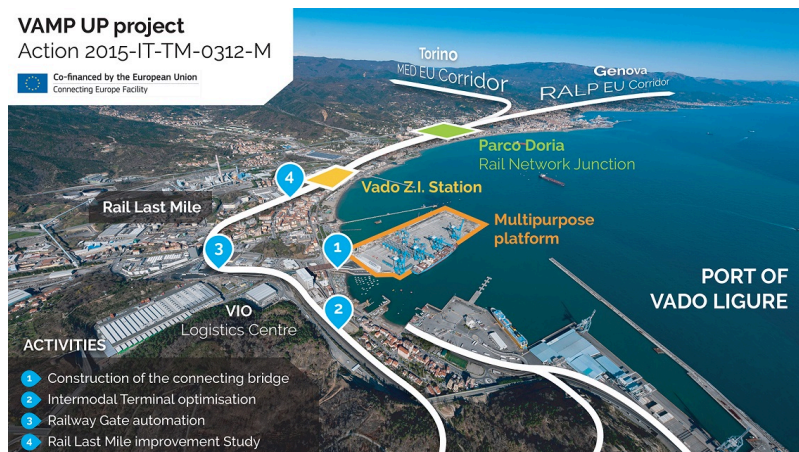 VAMP UP project
Action 2015-IT-TM-0312-M
Co-financed by the European Union
Connecting Europe Facility
Torino
MED EU Corridor
Genova
RALP EU Corridor
Parco Doria
Rail Network Junction
4
Vado Z.I. Station
Rail Last Mile
Multipurpose
platform
3
1
PORT OF
VADO LIGURE
2
VIO
Logistics Centre
ACTIVITIES
1 Construction of the connecting bridge
2 Intermodal Terminal optimisation
3 Railway Gate automation
4 Rail Last Mile improvement Study